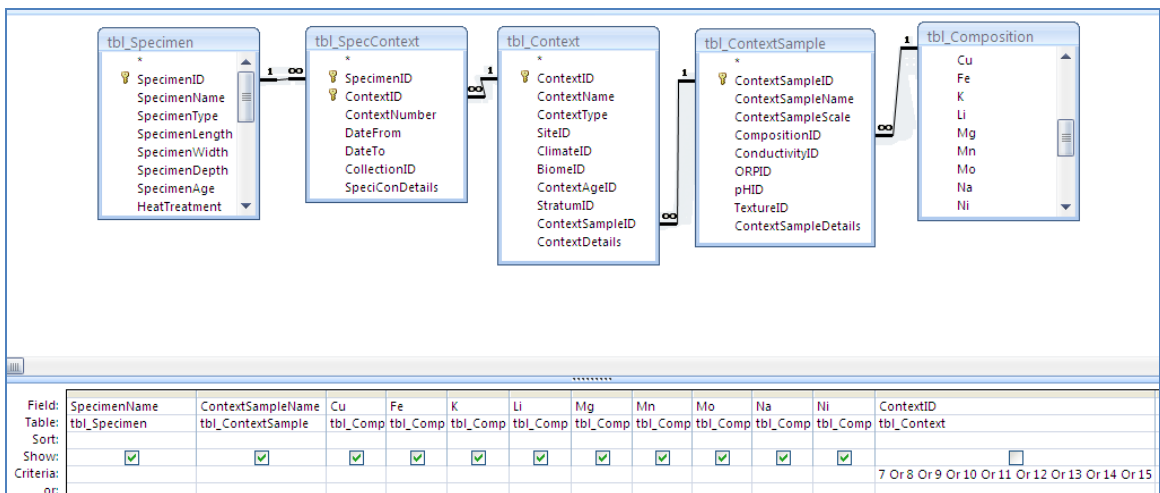 tbl_Specimen
*
SpecimenID
SpecimenName
SpecimenType
SpecimenLength
SpecimenWidth
SpecimenDepth
SpecimenAge
HeatTreatment
1 ∞
tbl_SpecContext
*
SpecimenID
ContextID
ContextNumber
DateFrom
DateTo
CollectionID
SpeciConDetails
∞ 1
tbl_Context
*
ContextID
ContextName
ContextType
SiteID
ClimateID
BiomeID
ContextAgeID
StratumID
ContextSampleID
ContextDetails
∞ 1
tbl_ContextSample
*
ContextSampleID
ContextSampleName
ContextSampleScale
CompositionID
ConductivityID
ORPID
pHID
TextureID
ContextSampleDetails
∞ 1
tbl_Composition
Cu
Fe
K
Li
Mg
Mn
Mo
Na
Ni
Field: SpecimenName ContextSampleName Cu Fe K Li Mg Mn Mo Na Ni ContextID
Table: tbl_Specimen tbl_ContextSample tbl_Comp tbl_Comp tbl_Comp tbl_Comp tbl_Comp tbl_Comp tbl_Comp tbl_Comp tbl_Comp tbl_Context
Sort:
Show:
Criteria: 7 Or 8 Or 9 Or 10 Or 11 Or 12 Or 13 Or 14 Or 15
or: